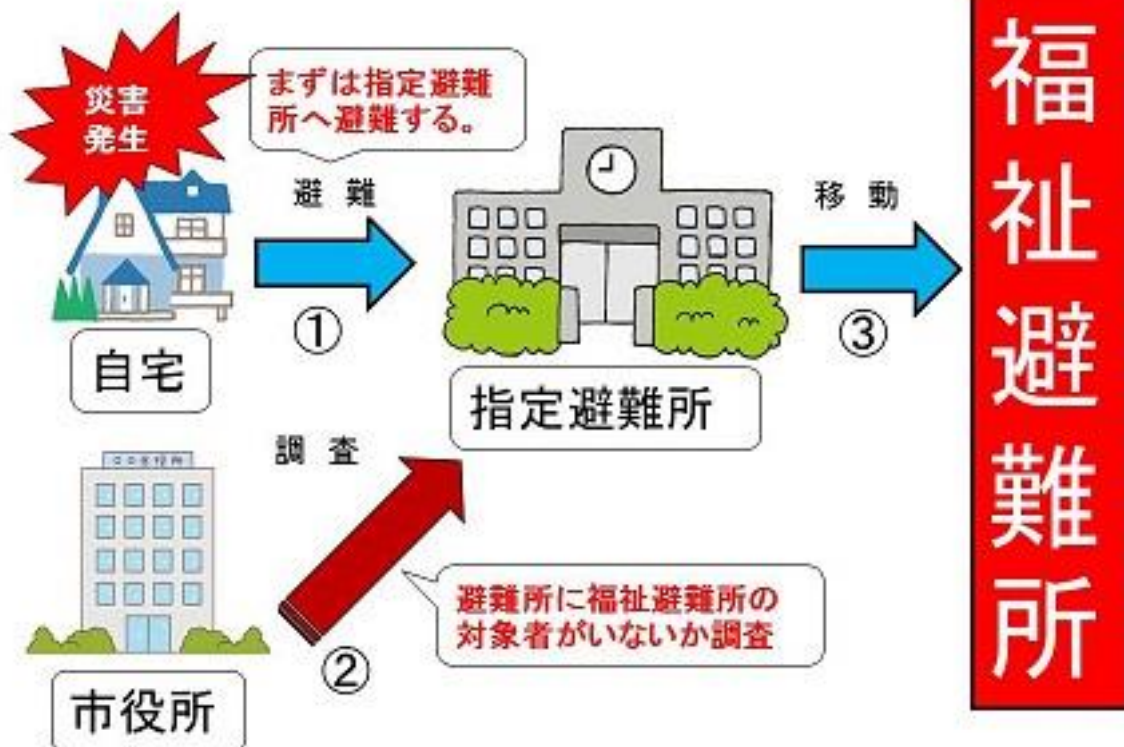 災害
発生
まずは指定避難
所へ避難する。
避難
①
自宅
指定避難所
移動
③
福祉避難所
調査
②
避難所に福祉避難所の
対象者がいないか調査
市役所